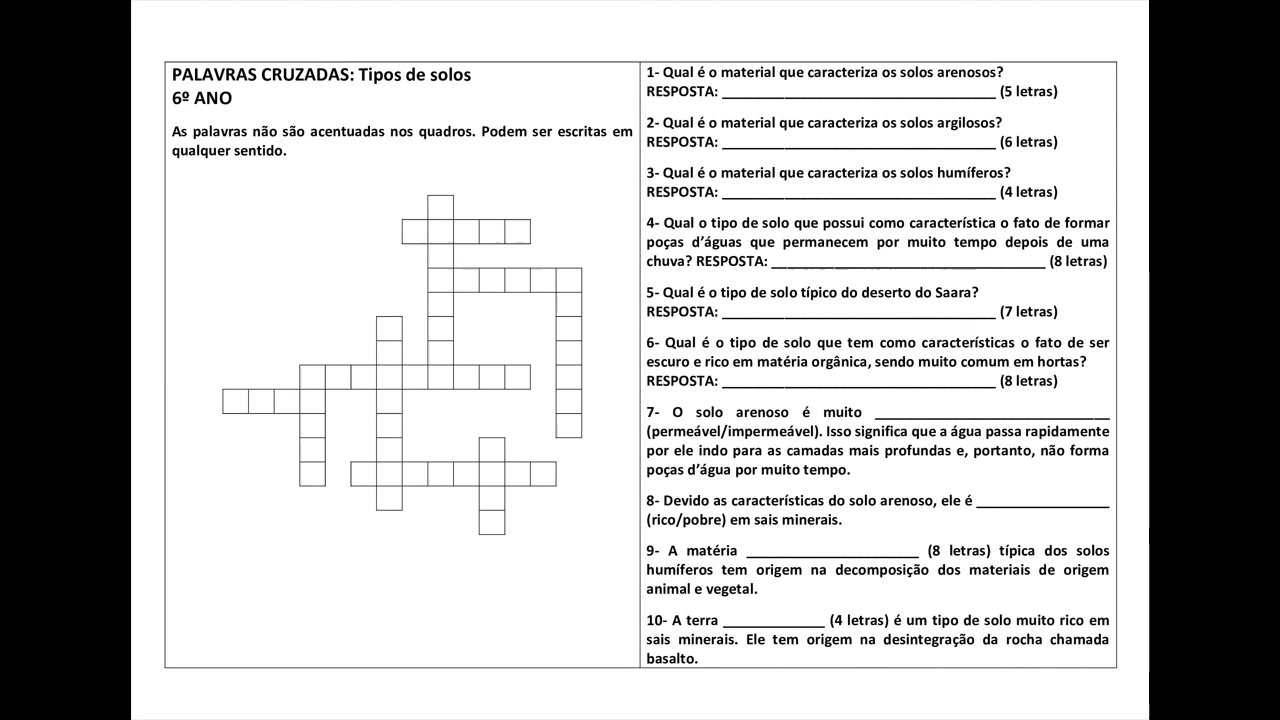 PALAVRAS CRUZADAS: Tipos de solos
6º ANO
As palavras não são acentuadas nos quadros. Podem ser escritas em
qualquer sentido.
1- Qual é o material que caracteriza os solos arenosos?
RESPOSTA: _________________________________ (5 letras)
2- Qual é o material que caracteriza os solos argilosos?
RESPOSTA: _________________________________ (6 letras)
3- Qual é o material que caracteriza os solos humíferos?
RESPOSTA: _________________________________ (4 letras)
4- Qual o tipo de solo que possui como característica o fato de formar
poças d’águas que permanecem por muito tempo depois de uma
chuva? RESPOSTA: _________________________________ (8 letras)
5- Qual é o tipo de solo típico do deserto do Saara?
RESPOSTA: _________________________________ (7 letras)
6- Qual é o tipo de solo que tem como características o fato de ser
escuro e rico em matéria orgânica, sendo muito comum em hortas?
RESPOSTA: _________________________________ (8 letras)
7- O solo arenoso é muito ____________________________
(permeável/impermeável). Isso significa que a água passa rapidamente
por ele indo para as camadas mais profundas e, portanto, não forma
poças d’água por muito tempo.
8- Devido as características do solo arenoso, ele é ________________
(rico/pobre) em sais minerais.
9- A matéria _____________________ (8 letras) típica dos solos
humíferos tem origem na decomposição dos materiais de origem
animal e vegetal.
10- A terra ____________ (4 letras) é um tipo de solo muito rico em
sais minerais. Ele tem origem na desintegração da rocha chamada
basalto.